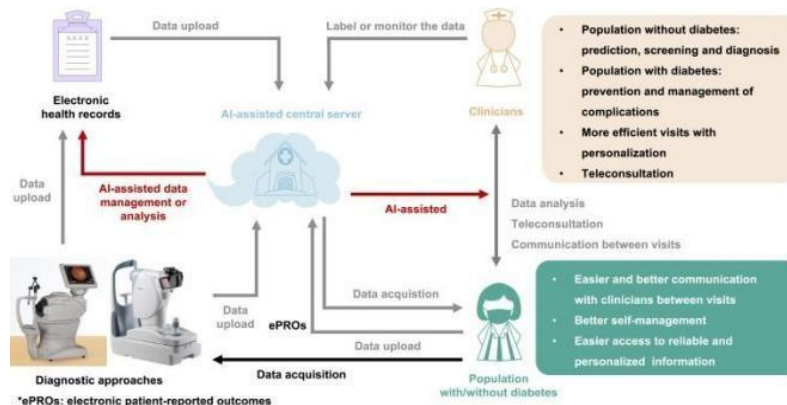 Data upload
Label or monitor the data
Electronic
health records
AI-assisted central server
Clinicians
• Population without diabetes:
prediction, screening and diagnosis
• Population with diabetes:
prevention and management of
complications
• More efficient visits with
personalization
• Teleconsultation
Data
upload
AI-assisted data
management or
analysis
AI-assisted
Data analysis
Teleconsultation
Communication between visits
Data
upload
Data acquistion
ePROs
Data upload
Data acquisition
Diagnostic approaches
Population
with/without diabetes
• Easier and better communication
with clinicians between visits
• Better self-management
• Easier access to reliable and
personalized information
*ePROs: electronic patient-reported outcomes